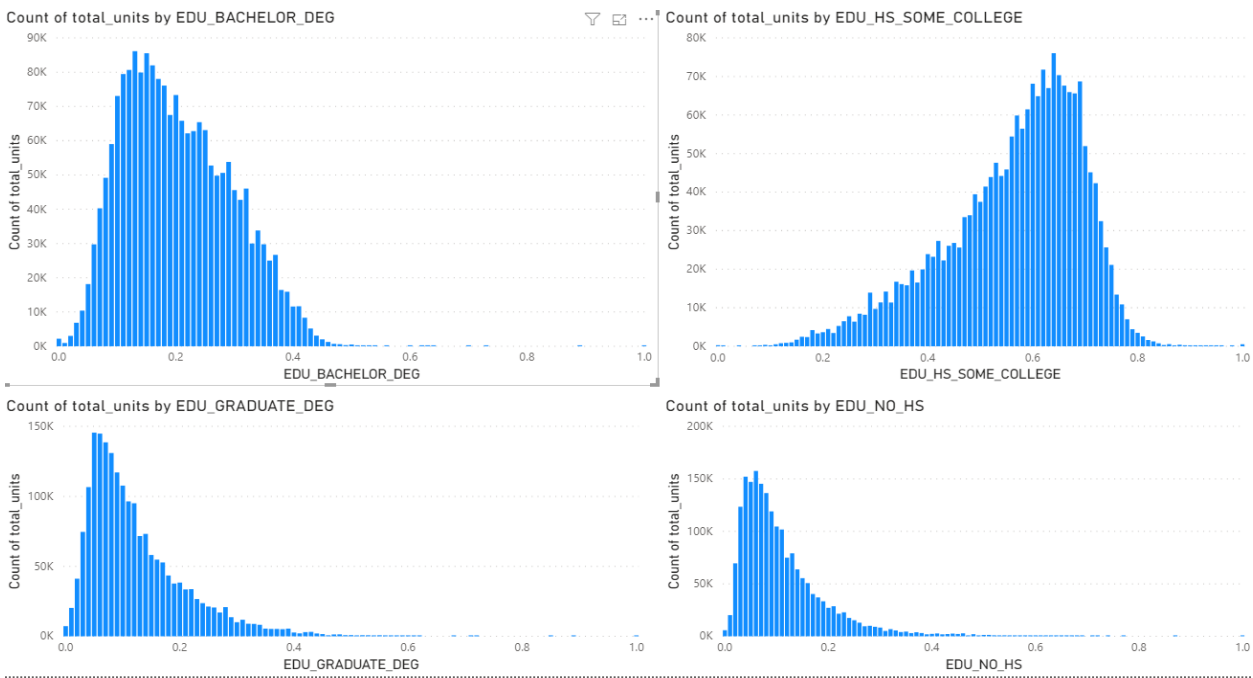 Count of total_units by EDU_BACHELOR_DEG
90K
80K
70K
60K
50K
40K
30K
20K
10K
0K
Count of total_units
0.0 0.2 0.4 0.6 0.8 1.0
EDU_BACHELOR_DEG
Count of total_units by EDU_HS_SOME_COLLEGE
80K
70K
60K
50K
40K
30K
20K
10K
0K
Count of total_units
0.0 0.2 0.4 0.6 0.8 1.0
EDU_HS_SOME_COLLEGE
Count of total_units by EDU_GRADUATE_DEG
150K
100K
50K
0K
Count of total_units
0.0 0.2 0.4 0.6 0.8 1.0
EDU_GRADUATE_DEG
Count of total_units by EDU_NO_HS
200K
150K
100K
50K
0K
Count of total_units
0.0 0.2 0.4 0.6 0.8 1.0
EDU_NO_HS